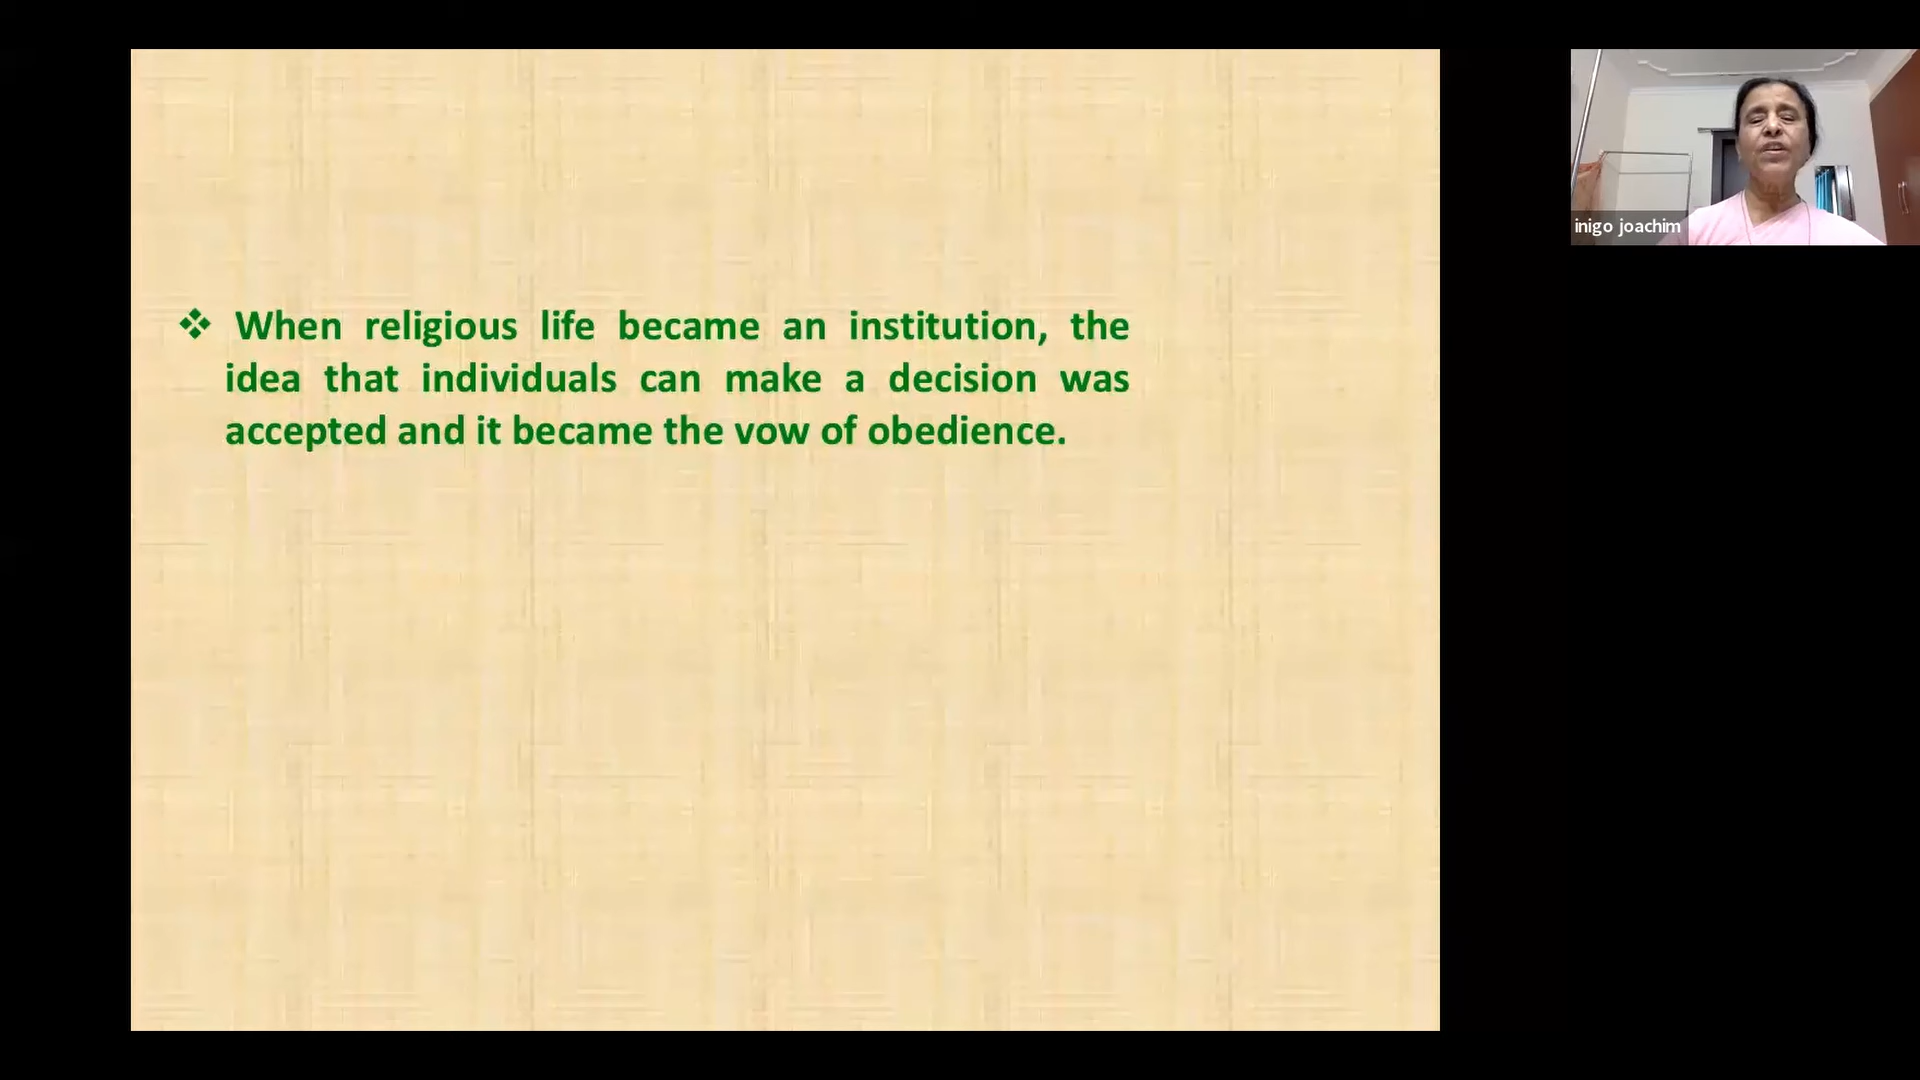 ❖ When religious life became an institution, the
idea that individuals can make a decision was
accepted and it became the vow of obedience.
inigo joachim